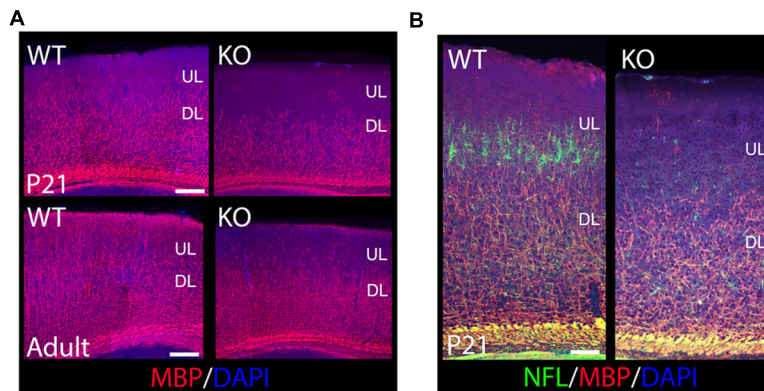 A
WT
KO
UL
UL
DL
DL
P21
WT
KO
UL
UL
DL
DL
Adult
MBP/DAPI
B
WT
KO
UL
UL
DL
DL
P21
NFL/MBP/DAPI